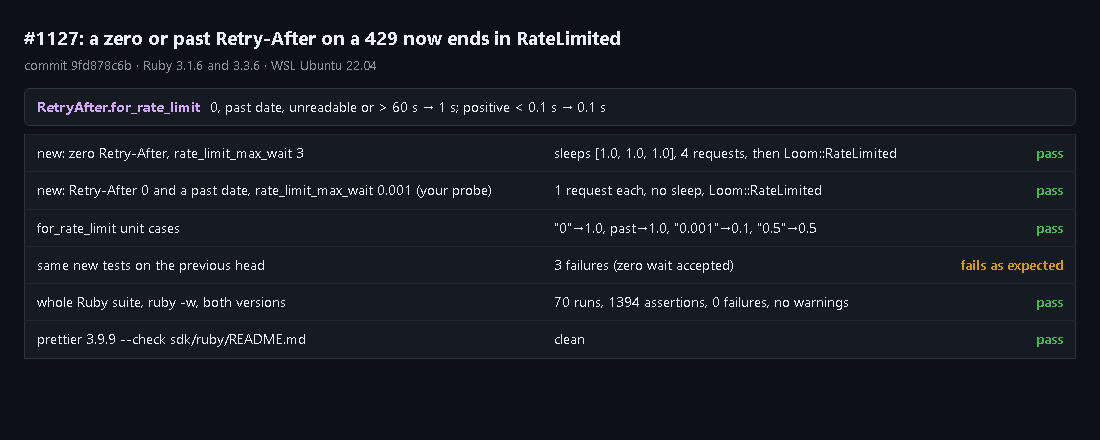 #1127: a zero or past Retry-After on a 429 now ends in RateLimited
commit 9fd878c6b · Ruby 3.1.6 and 3.3.6 · WSL Ubuntu 22.04
RetryAfter.for_rate_limit 0, past date, unreadable or > 60 s → 1 s; positive < 0.1 s → 0.1 s
new: zero Retry-After, rate_limit_max_wait 3 sleeps [1.0, 1.0, 1.0], 4 requests, then Loom::RateLimited pass
new: Retry-After 0 and a past date, rate_limit_max_wait 0.001 (your probe) 1 request each, no sleep, Loom::RateLimited pass
for_rate_limit unit cases "0"→1.0, past→1.0, "0.001"→0.1, "0.5"→0.5 pass
same new tests on the previous head 3 failures (zero wait accepted) fails as expected
whole Ruby suite, ruby -w, both versions 70 runs, 1394 assertions, 0 failures, no warnings pass
prettier 3.9.9 --check sdk/ruby/README.md clean pass